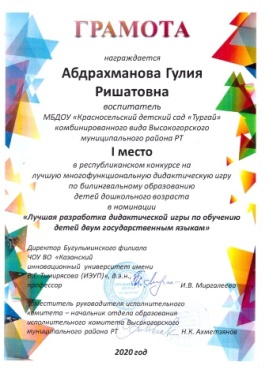 ГРАМОТА
награждается
Абдрахманова Гулия
Ришатовна
воспитатель
МБДОУ «Красносельский детский сад «Тургай»
комбинированного вида Высокогорского
муниципального района РТ
I место
в республиканском конкурсе на
лучшую многофункциональную дидактическую игру
по билингвальному образованию
детей дошкольного возраста
в номинации
«Лучшая разработка дидактической игры по обучению
детей двум государственным языкам»
Директор Бугульминского филиала
ЧОУ ВО «Казанский
инновационный университет имени
В.Г. Тимирясова (ИЭУП)», д.э.н.,
профессор И.В. Миргалеева
Заместитель руководителя исполнительного
комитета – начальник отдела образования
исполнительного комитета Высокогорского
муниципального района РТ Н.К. Ахметзянов
2020 год